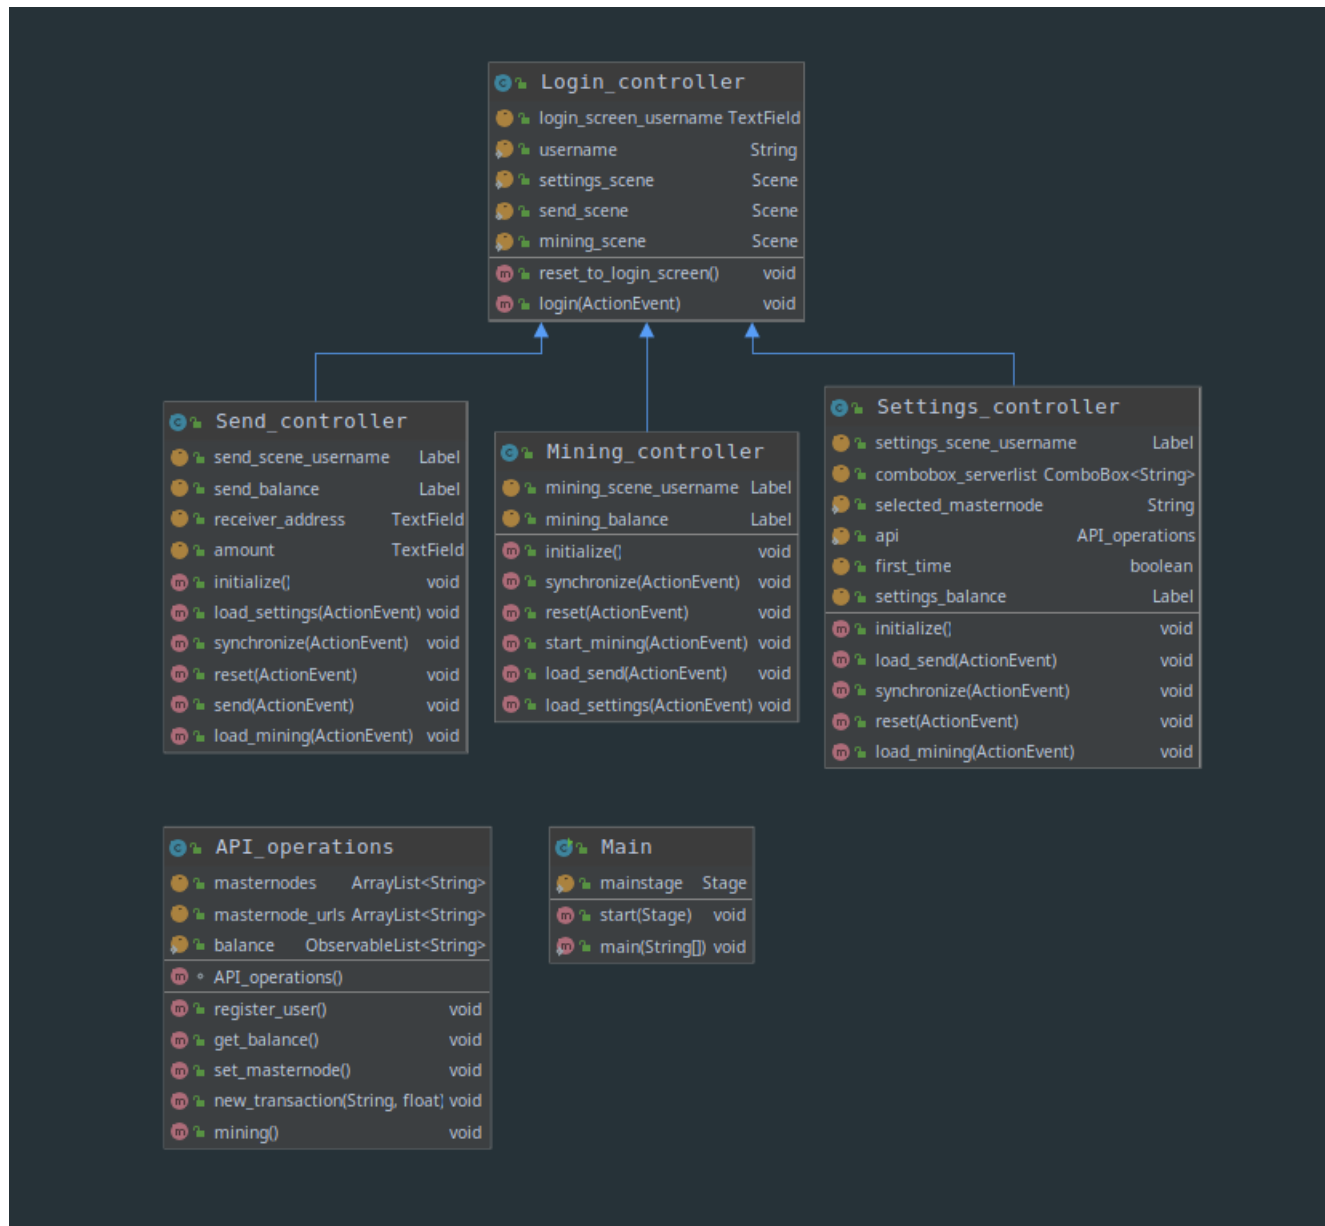 Login_controller
login_screen_username TextField
username String
settings_scene Scene
send_scene Scene
mining_scene Scene
reset_to_login_screen() void
login(ActionEvent) void
Send_controller
send_scene_username Label
send_balance Label
receiver_address TextField
amount TextField
initialize() void
load_settings(ActionEvent) void
synchronize(ActionEvent) void
reset(ActionEvent) void
send(ActionEvent) void
load_mining(ActionEvent) void
Mining_controller
mining_scene_username Label
mining_balance Label
initialize() void
synchronize(ActionEvent) void
reset(ActionEvent) void
start_mining(ActionEvent) void
load_send(ActionEvent) void
load_settings(ActionEvent) void
Settings_controller
settings_scene_username Label
combobox_serverlist ComboBox<String>
selected_masternode String
api API_operations
first_time boolean
settings_balance Label
initialize() void
load_send(ActionEvent) void
synchronize(ActionEvent) void
reset(ActionEvent) void
load_mining(ActionEvent) void
API_operations
masternodes ArrayList<String>
masternode_urls ArrayList<String>
balance ObservableList<String>
API_operations()
register_user() void
get_balance() void
set_masternode() void
new_transaction(String, float) void
mining() void
Main
mainstage Stage
start(Stage) void
main(String[]) void